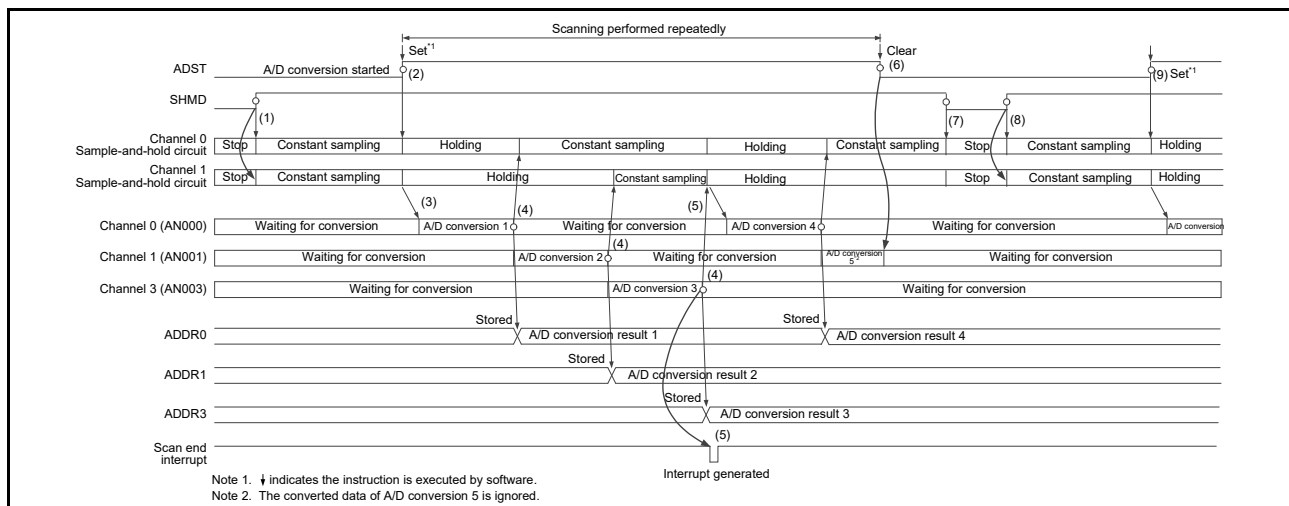 Scanning performed repeatedly
Set*1
Clear
ADST
A/D conversion started
(2)
(6)
(9) Set*1
SHMD
(1)
(7)
(8)
Channel 0
Sample-and-hold circuit
Stop
Constant sampling
Holding
Constant sampling
Holding
Constant sampling
Stop
Constant sampling
Holding
Channel 1
Sample-and-hold circuit
Stop
Constant sampling
Holding
Constant sampling
Holding
Stop
Constant sampling
Holding
(3)
(4)
(5)
Channel 0 (AN000)
Waiting for conversion
A/D conversion 1
Waiting for conversion
A/D conversion 4
Waiting for conversion
A/D conversion
(4)
Channel 1 (AN001)
Waiting for conversion
A/D conversion 2
Waiting for conversion
A/D conversion
5*2
Waiting for conversion
(4)
Channel 3 (AN003)
Waiting for conversion
A/D conversion 3
Waiting for conversion
Stored
Stored
ADDR0
A/D conversion result 1
A/D conversion result 4
Stored
ADDR1
A/D conversion result 2
Stored
ADDR3
A/D conversion result 3
Scan end
interrupt
(5)
Interrupt generated
Note 1. ↓ indicates the instruction is executed by software.
Note 2. The converted data of A/D conversion 5 is ignored.